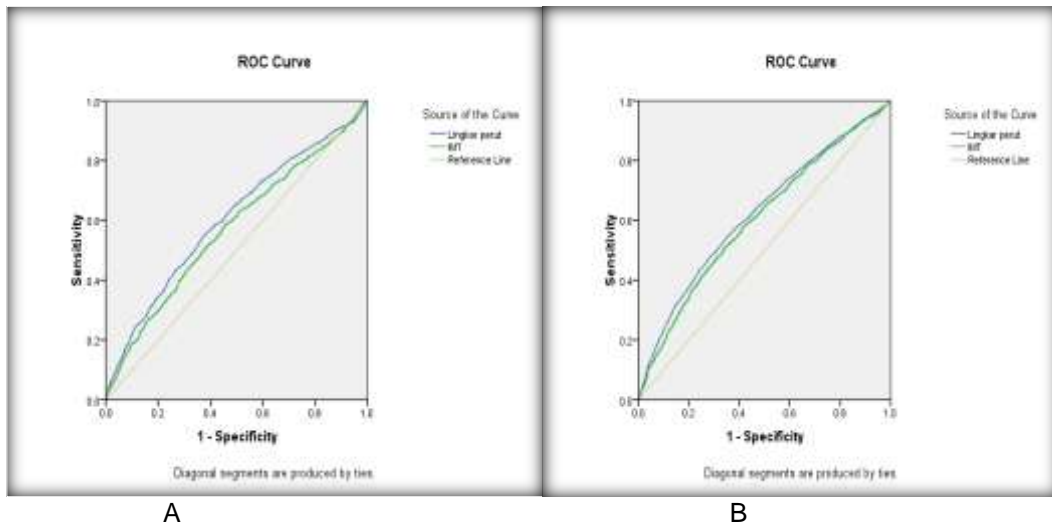 ROC Curve
Source of the Curve
Lingkar perut
IMT
Reference Line
Sensitivity
1.0
0.8
0.6
0.4
0.2
0.0
0.0 0.2 0.4 0.6 0.8 1.0
1 - Specificity
Diagonal segments are produced by ties.
A
ROC Curve
Source of the Curve
Lingkar perut
IMT
Reference Line
Sensitivity
1.0
0.8
0.6
0.4
0.2
0.0
0.0 0.2 0.4 0.6 0.8 1.0
1 - Specificity
Diagonal segments are produced by ties.
B